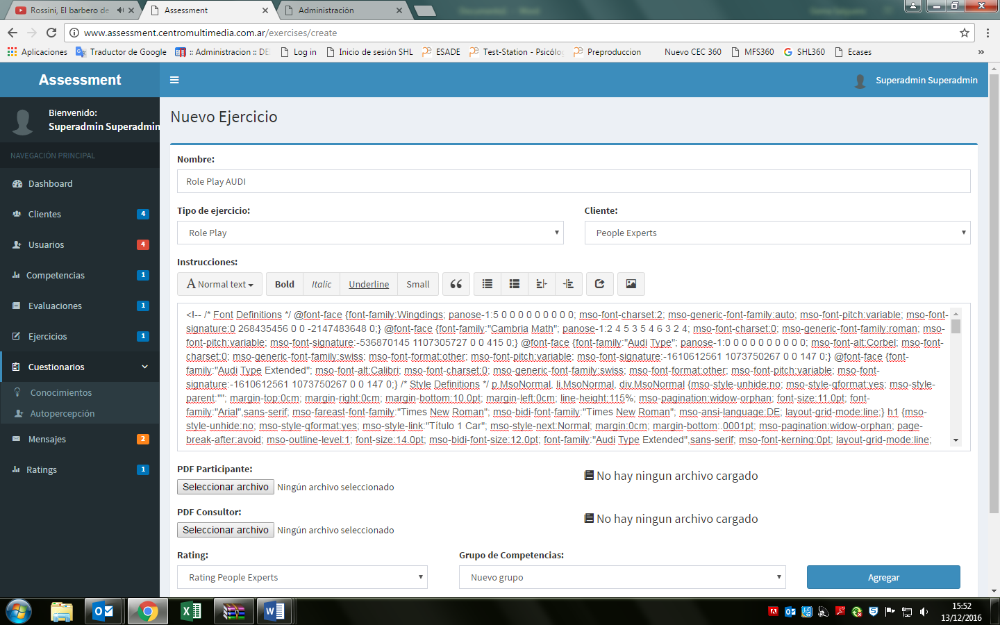 Rossini, El barbero de
Assessment
Administración
www.assessment.centromultimedia.com.ar/exercises/create
Aplicaciones
Traductor de Google
:: Administracion :: DE
Log in
Inicio de sesión SHL
ESADE
Test-Station - Psicólog
Preproduccion
Nuevo CEC 360
MFS360
SHL360
Ecases
»
Assessment
Superadmin Superadmin
Bienvenido:
Superadmin Superadmin
NAVEGACIÓN PRINCIPAL
Dashboard
Clientes 4
Usuarios 4
Competencias 1
Evaluaciones 1
Ejercicios 1
Cuestionarios
Conocimientos
Autopercepción
Mensajes 2
Ratings 1
Nuevo Ejercicio
Nombre:
Role Play AUDI
Tipo de ejercicio:
Role Play
Cliente:
People Experts
Instrucciones:
A Normal text
Bold
Italic
Underline
Small
<!-- /* Font Definitions */ @font-face {font-family:Wingdings; panose-1:5 0 0 0 0 0 0 0 0 0; mso-font-charset:2; mso-generic-font-family:auto; mso-font-pitch:variable; mso-font-
signature:0 268435456 0 0 -2147483648 0;} @font-face {font-family:"Cambria Math"; panose-1:2 4 5 3 5 4 6 3 2 4; mso-font-charset:0; mso-generic-font-family:roman; mso-
font-pitch:variable; mso-font-signature:-536870145 1107305727 0 0 415 0;} @font-face {font-family:"Audi Type"; panose-1:0 0 0 0 0 0 0 0 0 0; mso-font-alt:Corbel; mso-font-
charset:0; mso-generic-font-family:swiss; mso-font-format:other; mso-font-pitch:variable; mso-font-signature:-1610612561 1073750267 0 0 147 0;} @font-face {font-
family:"Audi Type Extended"; mso-font-alt:Calibri; mso-font-charset:0; mso-generic-font-family:swiss; mso-font-format:other; mso-font-pitch:variable; mso-font-
signature:-1610612561 1073750267 0 0 147 0;} /* Style Definitions */ p.MsoNormal, li.MsoNormal, div.MsoNormal {mso-style-unhide:no; mso-style-qformat:yes; mso-style-
parent:""; margin-top:0cm; margin-right:0cm; margin-bottom:10.0pt; margin-left:0cm; line-height:115%; mso-pagination:widow-orphan; font-size:11.0pt; font-
family:"Arial",sans-serif; mso-fareast-font-family:"Times New Roman"; mso-bidi-font-family:"Times New Roman"; mso-ansi-language:DE; layout-grid-mode:line;} h1 {mso-
style-unhide:no; mso-style-qformat:yes; mso-style-link:"Título 1 Car"; mso-style-next:Normal; margin:0cm; margin-bottom:.0001pt; mso-pagination:widow-orphan; page-
break-after:avoid; mso-outline-level:1; font-size:14.0pt; mso-bidi-font-size:12.0pt; font-family:"Audi Type Extended",sans-serif; mso-font-kerning:0pt; layout-grid-mode:line;
PDF Participante:
Seleccionar archivo Ningún archivo seleccionado
No hay ningun archivo cargado
PDF Consultor:
Seleccionar archivo Ningún archivo seleccionado
No hay ningun archivo cargado
Rating:
Rating People Experts
Grupo de Competencias:
Nuevo grupo
Agregar
15:52
13/12/2016